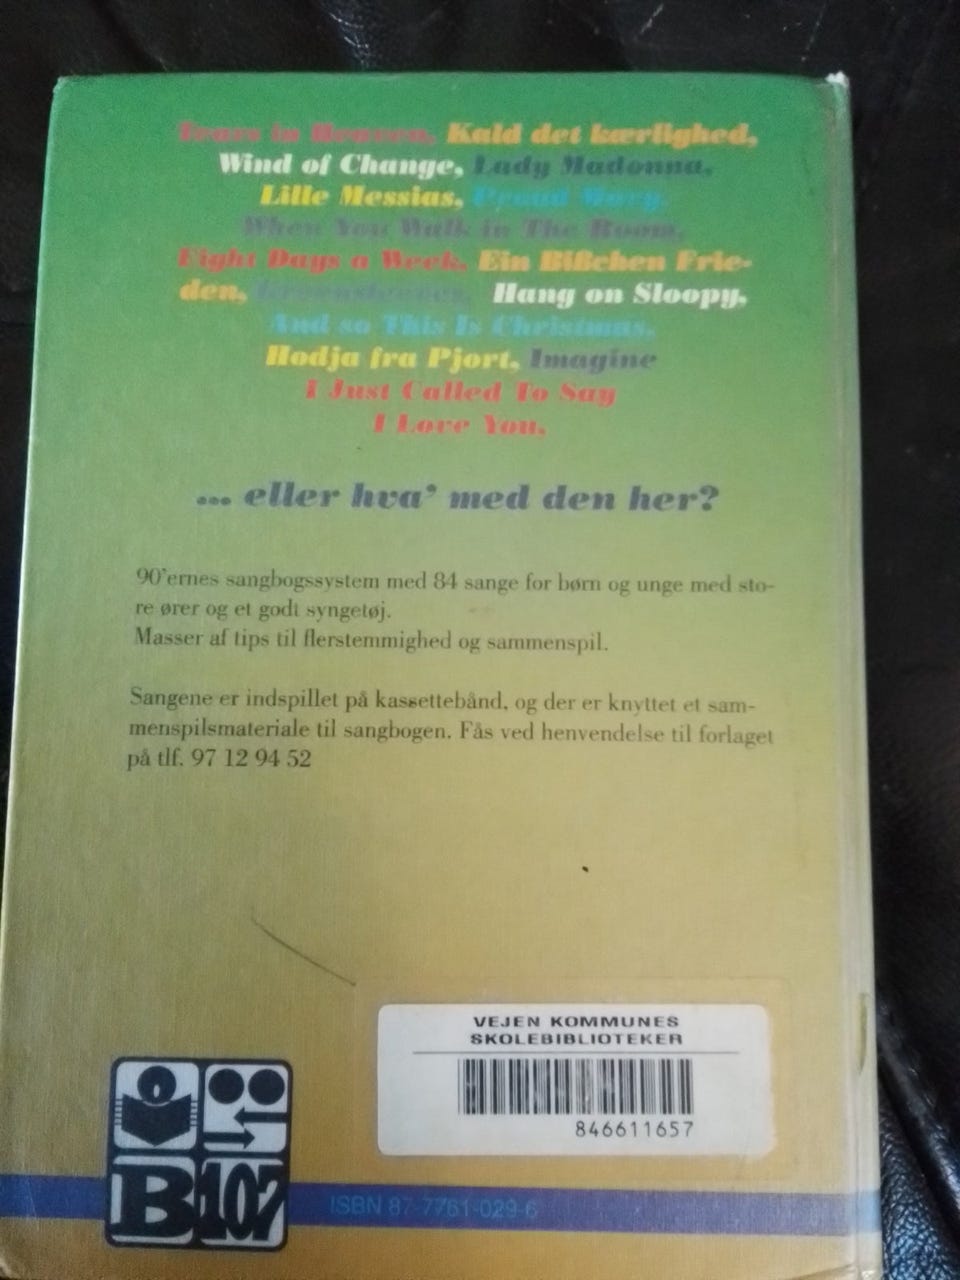 Tears in Heaven, Kald det kærlighed,
Wind of Change, Lady Madonna,
Lille Messias, Proud Mary,
When You Walk in The Room,
Eight Days a Week, Ein Bißchen Frie-
den, Greensleeves, Hang on Sloopy,
And so This Is Christmas,
Hodja fra Pjort, Imagine
I Just Called To Say
I Love You,
... eller hva' med den her?
90'ernes sangbogssystem med 84 sange for børn og unge med sto-
re ører og et godt syngetøj.
Masser af tips til flerstemmighed og sammenspil.
Sangene er indspillet på kassettebånd, og der er knyttet et sam-
menspilsmateriale til sangbogen. Fås ved henvendelse til forlaget
på tlf. 97 12 94 52
VEJEN KOMMUNES
SKOLEBIBLIOTEKER
846611657
B107
ISBN 87-7761-029-6